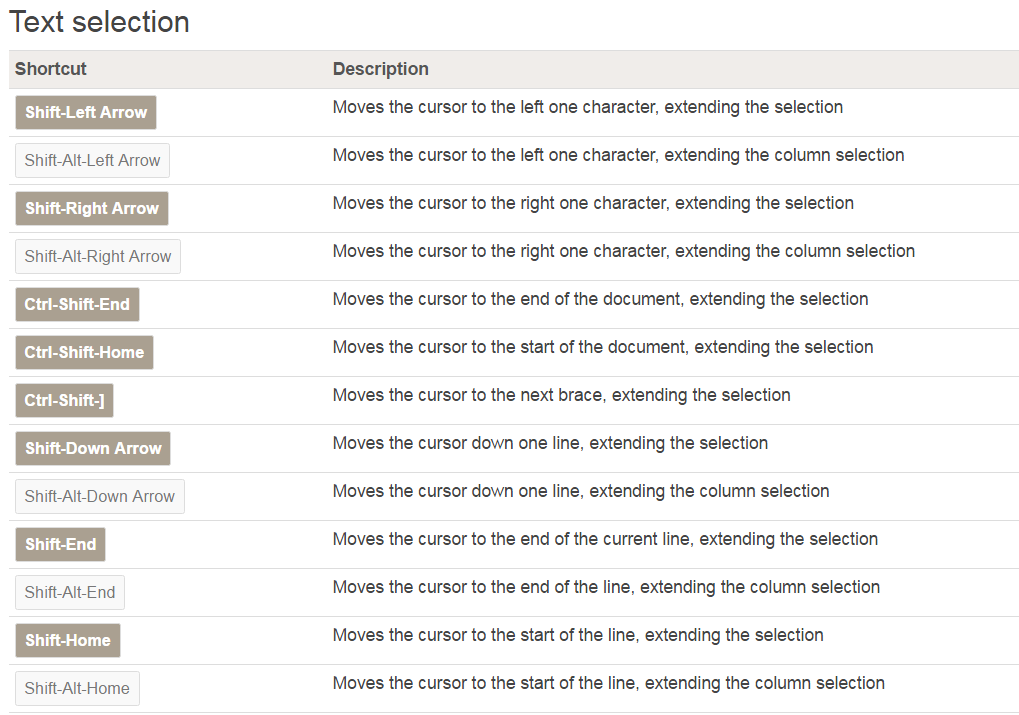 Text selection
Shortcut Description
Shift-Left Arrow Moves the cursor to the left one character, extending the selection
Shift-Alt-Left Arrow Moves the cursor to the left one character, extending the column selection
Shift-Right Arrow Moves the cursor to the right one character, extending the selection
Shift-Alt-Right Arrow Moves the cursor to the right one character, extending the column selection
Ctrl-Shift-End Moves the cursor to the end of the document, extending the selection
Ctrl-Shift-Home Moves the cursor to the start of the document, extending the selection
Ctrl-Shift-] Moves the cursor to the next brace, extending the selection
Shift-Down Arrow Moves the cursor down one line, extending the selection
Shift-Alt-Down Arrow Moves the cursor down one line, extending the column selection
Shift-End Moves the cursor to the end of the current line, extending the selection
Shift-Alt-End Moves the cursor to the end of the line, extending the column selection
Shift-Home Moves the cursor to the start of the line, extending the selection
Shift-Alt-Home Moves the cursor to the start of the line, extending the column selection